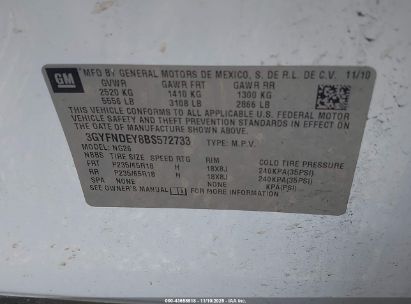 GM
MFD BY GENERAL MOTORS DE MEXICO, S. DE R.L. DE C.V. 11/10
GVWR GAWR FRT GAWR RR
2520 KG 1410 KG 1300 KG
5556 LB 3108 LB 2866 LB
THIS VEHICLE CONFORMS TO ALL APPLICABLE U.S. FEDERAL MOTOR
VEHICLE SAFETY AND THEFT PREVENTION STANDARDS IN EFFECT
ON THE DATE OF MANUFACTURE SHOWN ABOVE.
3GYFNDEY8BS572733 TYPE: M.P.V.
MODEL: NG26
TIRE SIZE SPEED RTG RIM COLD TIRE PRESSURE
FRT P235/65R18 H 18X8J 240KPA(35PSI)
RR P235/65R18 H 18X8J 240KPA(35PSI)
SPA NONE NONE KPA(PSI)
SEE OWNER'S MANUAL FOR MORE INFORMATION